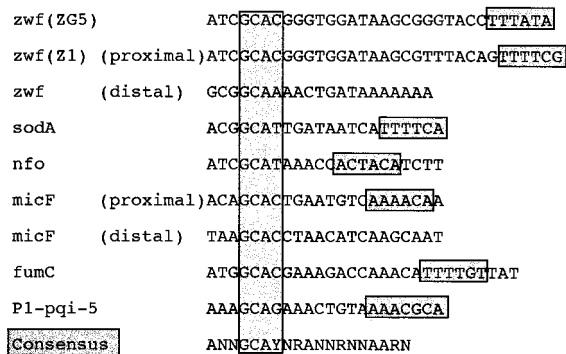 zwf(ZG5) ATCGCACGGGTGGATAAGCGGGTACCTTTATA
zwf(Z1) (proximal) ATCGCACGGGTGGATAAGCGTTTACAGTTTTCG
zwf (distal) GCGGCAAAACTGATAAAAAAA
sodA ACGGCATTGATAATCATTTTCA
nfo ATCGCATAAACCACTACATCTT
micF (proximal) ACAGCACTGAATGTCAAAACAA
micF (distal) TAAGCACCTAACATCAAGCAAT
fumC ATGGCACGAAAGACCAAACATTTTGTTAT
P1-pqi-5 AAAGCAGAAACTGTAAAACGCA
Consensus ANNGCAYNRANNRNNAARN